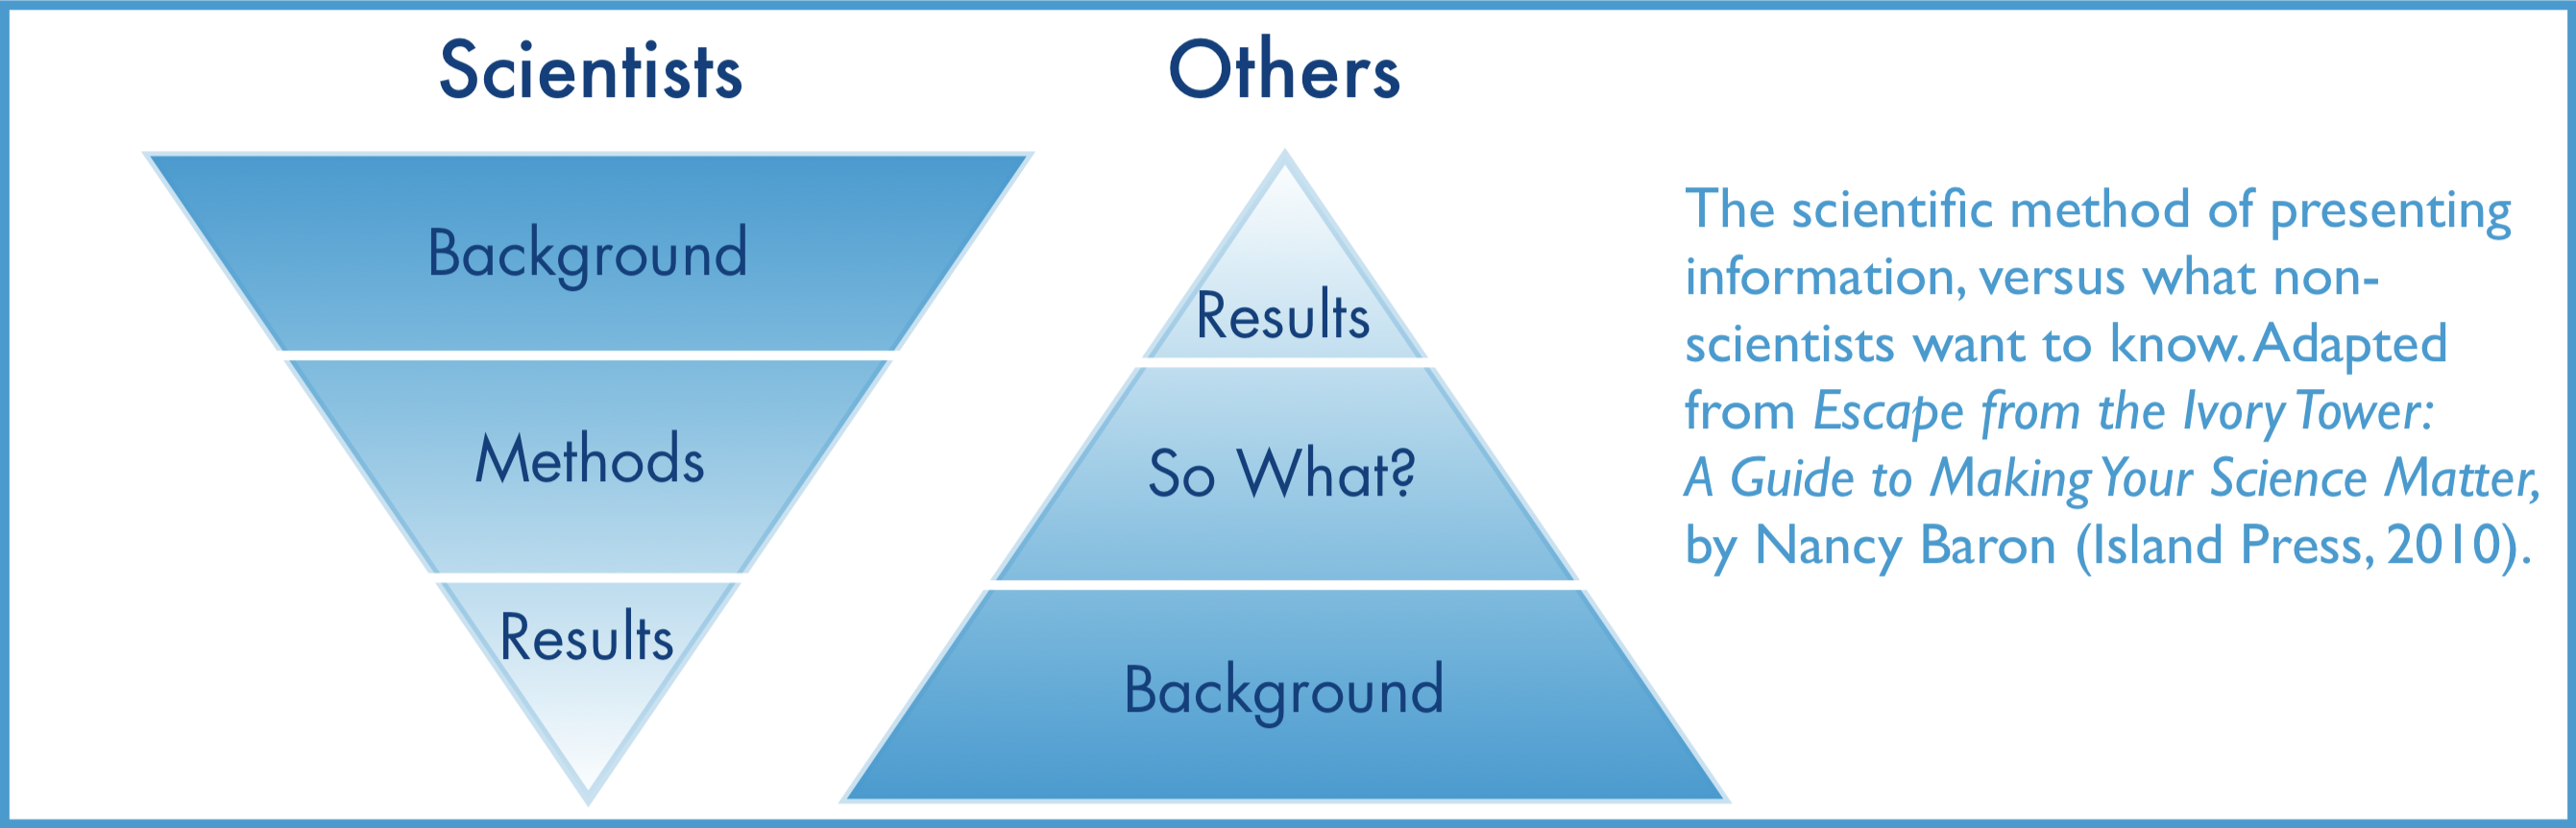 Scientists
Background
Methods
Results
Others
Results
So What?
Background
The scientific method of presenting
information, versus what non-
scientists want to know. Adapted
from Escape from the Ivory Tower:
A Guide to Making Your Science Matter,
by Nancy Baron (Island Press, 2010).